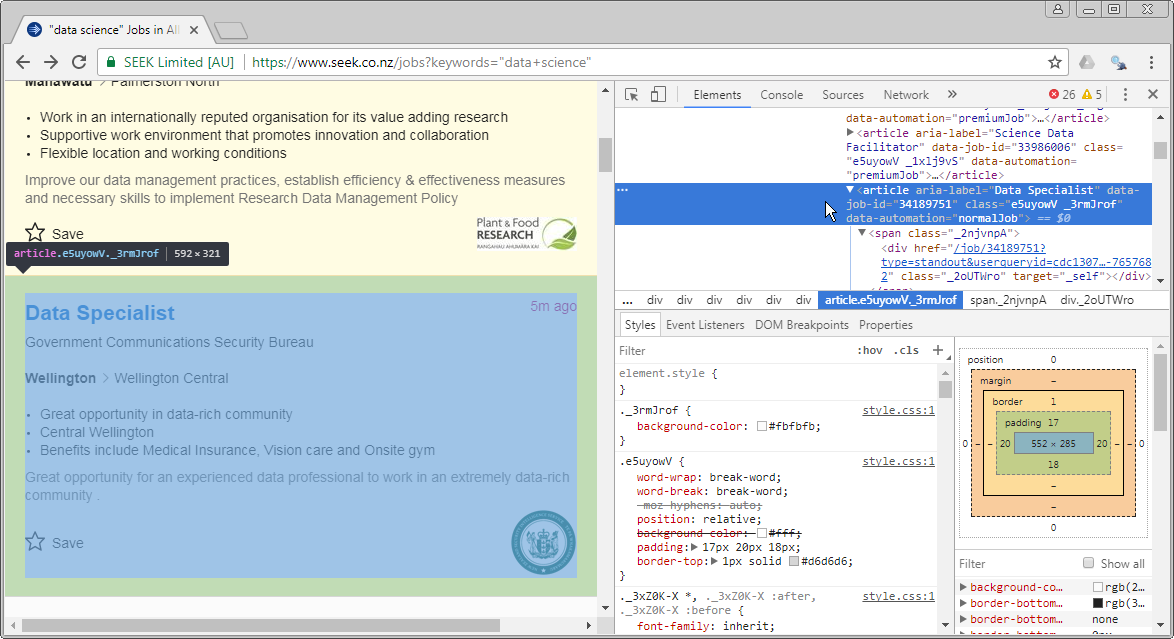 "data science" Jobs in All
SEEK Limited [AU] https://www.seek.co.nz/jobs?keywords="data+science"
Manawatu > Palmerston North
• Work in an internationally reputed organisation for its value adding research
• Supportive work environment that promotes innovation and collaboration
• Flexible location and working conditions
Improve our data management practices, establish efficiency & effectiveness measures
and necessary skills to implement Research Data Management Policy
Save
Plant & Food
RESEARCH
RANGAHAU AHUMĀRA KAI
article.e5uyowV._3rmJrof | 592 × 321
Data Specialist
5m ago
Government Communications Security Bureau
Wellington > Wellington Central
• Great opportunity in data-rich community
• Central Wellington
• Benefits include Medical Insurance, Vision care and Onsite gym
Great opportunity for an experienced data professional to work in an extremely data-rich
community .
Save
Elements Console Sources Network » 26 5
data-automation="premiumJob">…</article>
<article aria-label="Science Data
Facilitator" data-job-id="33986006" class=
"e5uyowV _1xlj9vS" data-automation=
"premiumJob">…</article>
… <article aria-label="Data Specialist" data-
job-id="34189751" class="e5uyowV _3rmJrof"
data-automation="normalJob"> == $0
<span class="_2njvnpA">
<div href="/job/34189751?
type=standout&userqueryid=cdc1307…-765768
2" class="_2oUTWro" target="_self"></div>
… div div div div div div article.e5uyowV._3rmJrof span._2njvnpA div._2oUTWro
Styles Event Listeners DOM Breakpoints Properties
Filter :hov .cls +
element.style {
}
._3rmJrof { style.css:1
background-color: #fbfbfb;
}
.e5uyowV { style.css:1
word-wrap: break-word;
word-break: break-word;
-moz-hyphens: auto;
position: relative;
background-color: #fff;
padding: 17px 20px 18px;
border-top: 1px solid #d6d6d6;
}
._3xZ0K-X *, ._3xZ0K-X :after, style.css:1
._3xZ0K-X :before {
font-family: inherit;
position 0
margin –
border 1
padding 17
0 – – 20 552 × 285 20 – – 0
18
–
–
0
Filter Show all
background-co… rgb(2…
border-bottom… rgb(3…
border-bottom… none